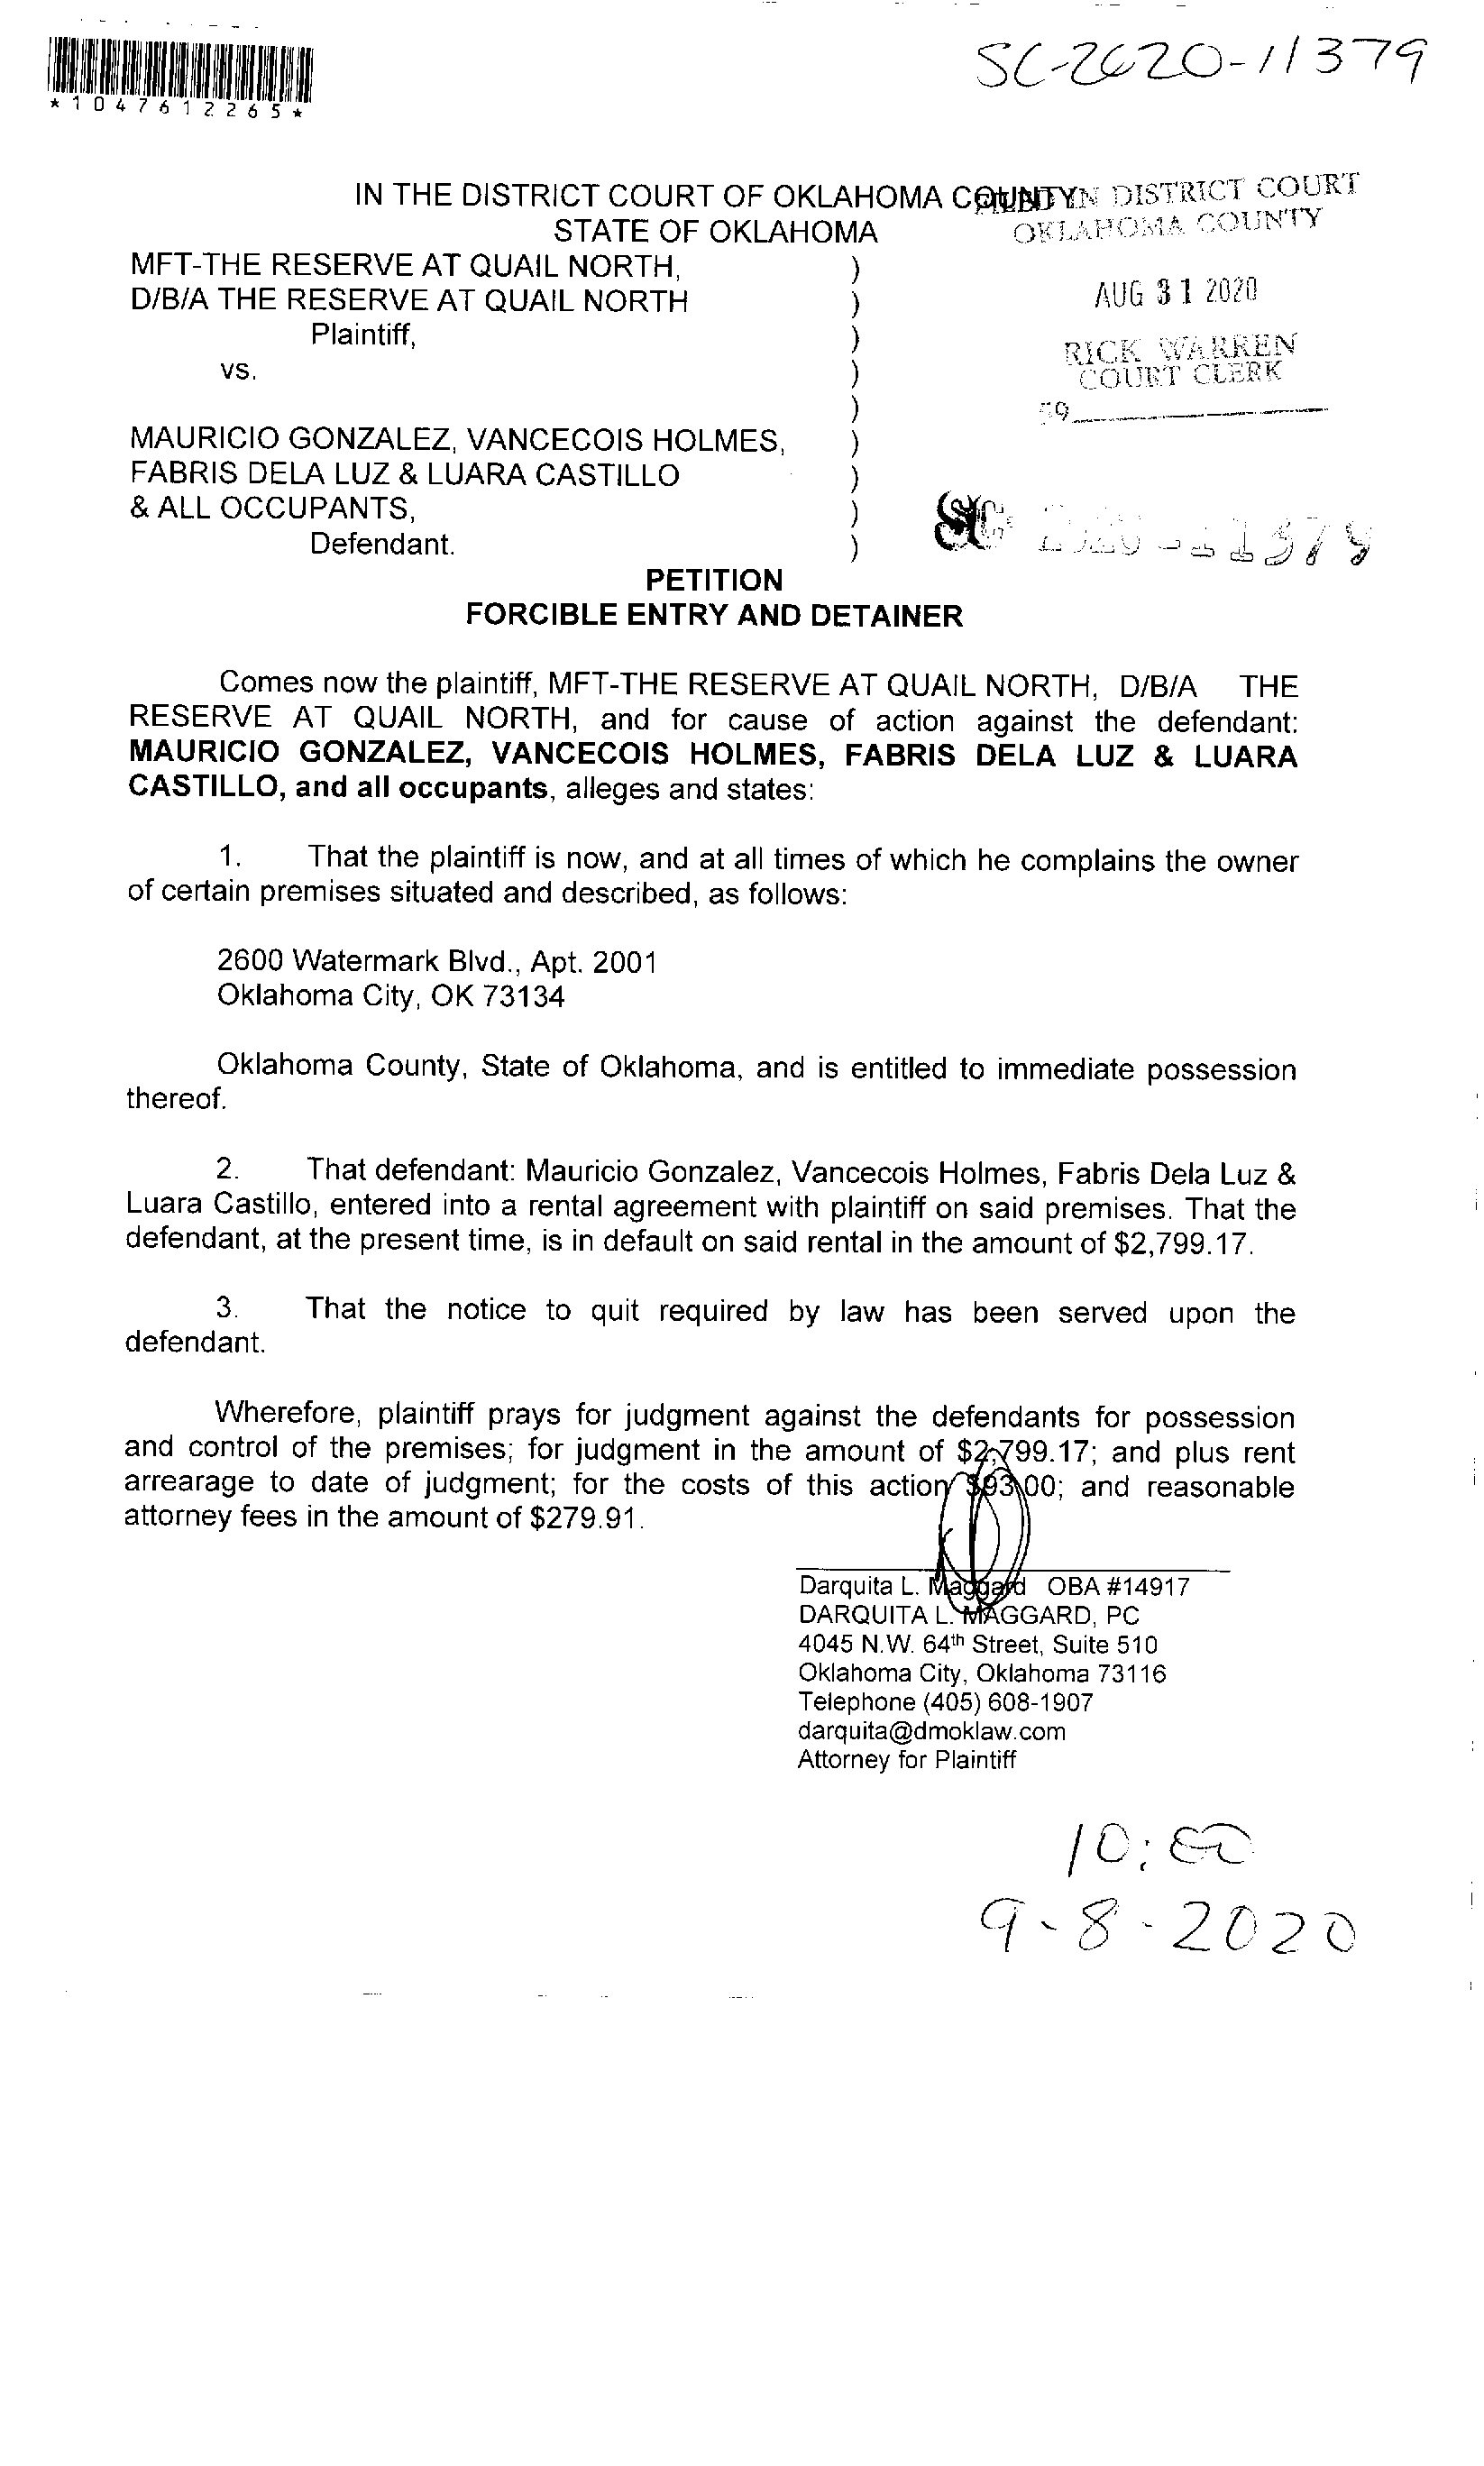 *1047612265*
SC-2020-11379
IN THE DISTRICT COURT OF OKLAHOMA COUNTY
STATE OF OKLAHOMA
FILED IN DISTRICT COURT
OKLAHOMA COUNTY
AUG 31 2020
RICK WARREN
COURT CLERK
MFT-THE RESERVE AT QUAIL NORTH, )
D/B/A THE RESERVE AT QUAIL NORTH )
Plaintiff, )
vs. )
)
MAURICIO GONZALEZ, VANCECOIS HOLMES, )
FABRIS DELA LUZ & LUARA CASTILLO )
& ALL OCCUPANTS, )
Defendant. )
SC 2020-11379
PETITION
FORCIBLE ENTRY AND DETAINER
Comes now the plaintiff, MFT-THE RESERVE AT QUAIL NORTH, D/B/A THE
RESERVE AT QUAIL NORTH, and for cause of action against the defendant:
MAURICIO GONZALEZ, VANCECOIS HOLMES, FABRIS DELA LUZ & LUARA
CASTILLO, and all occupants, alleges and states:
1. That the plaintiff is now, and at all times of which he complains the owner
of certain premises situated and described, as follows:
2600 Watermark Blvd., Apt. 2001
Oklahoma City, OK 73134
Oklahoma County, State of Oklahoma, and is entitled to immediate possession
thereof.
2. That defendant: Mauricio Gonzalez, Vancecois Holmes, Fabris Dela Luz &
Luara Castillo, entered into a rental agreement with plaintiff on said premises. That the
defendant, at the present time, is in default on said rental in the amount of $2,799.17.
3. That the notice to quit required by law has been served upon the
defendant.
Wherefore, plaintiff prays for judgment against the defendants for possession
and control of the premises; for judgment in the amount of $2,799.17; and plus rent
arrearage to date of judgment; for the costs of this action $93.00; and reasonable
attorney fees in the amount of $279.91.
Darquita L. Maggard OBA #14917
DARQUITA L. MAGGARD, PC
4045 N.W. 64th Street, Suite 510
Oklahoma City, Oklahoma 73116
Telephone (405) 608-1907
darquita@dmoklaw.com
Attorney for Plaintiff
10:00
9-8-2020